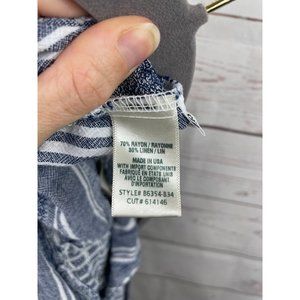 70% RAYON / RAYONNE
30% LINEN / LIN
MADE IN USA
WITH IMPORT COMPONENTS
FABRIQUÉ EN ÉTATS UNIS
AVEC LE COMPOSANT
D'IMPORTATION
STYLE# B6354-834
CUT# 614146